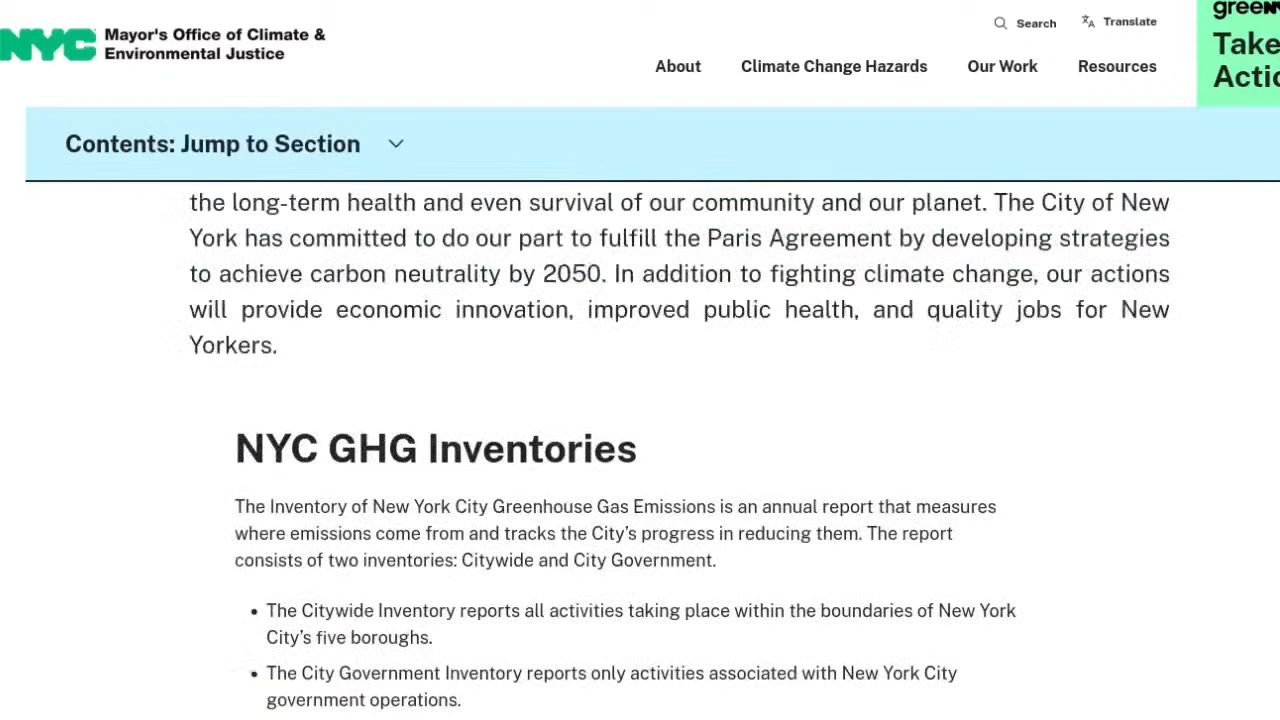 NYC
Mayor's Office of Climate &
Environmental Justice
Search
Translate
About
Climate Change Hazards
Our Work
Resources
Take
Contents: Jump to Section
the long-term health and even survival of our community and our planet. The City of New
York has committed to do our part to fulfill the Paris Agreement by developing strategies
to achieve carbon neutrality by 2050. In addition to fighting climate change, our actions
will provide economic innovation, improved public health, and quality jobs for New
Yorkers.
NYC GHG Inventories
The Inventory of New York City Greenhouse Gas Emissions is an annual report that measures
where emissions come from and tracks the City’s progress in reducing them. The report
consists of two inventories: Citywide and City Government.
• The Citywide Inventory reports all activities taking place within the boundaries of New York
City’s five boroughs.
• The City Government Inventory reports only activities associated with New York City
government operations.